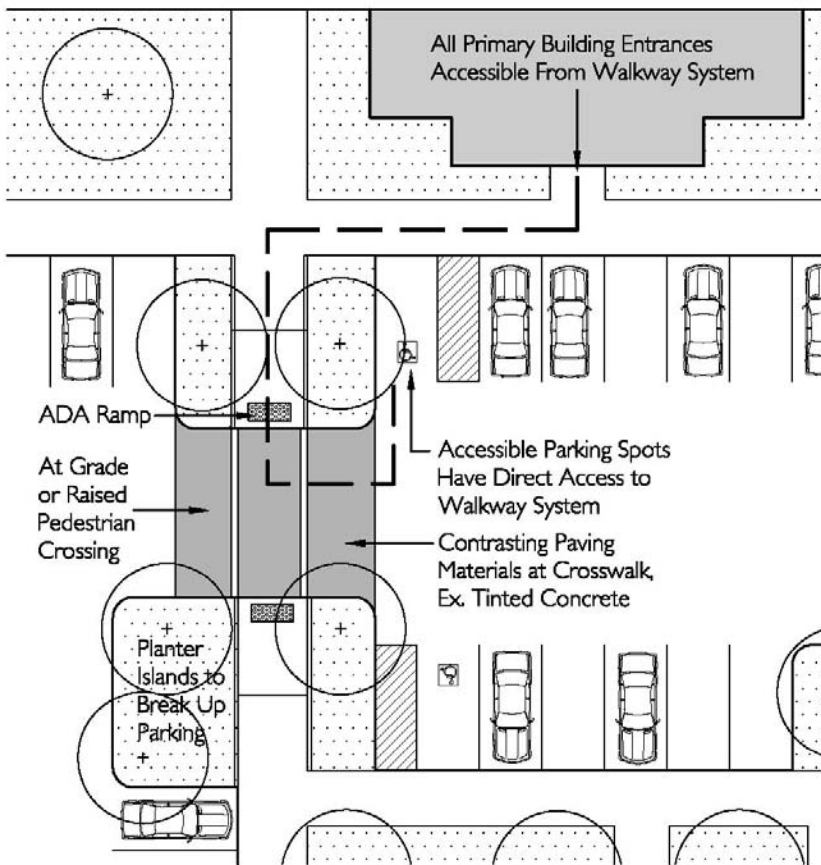 All Primary Building Entrances
Accessible From Walkway System
ADA Ramp
At Grade
or Raised
Pedestrian
Crossing
Accessible Parking Spots
Have Direct Access to
Walkway System
Contrasting Paving
Materials at Crosswalk,
Ex. Tinted Concrete
Planter
Islands to
Break Up
Parking